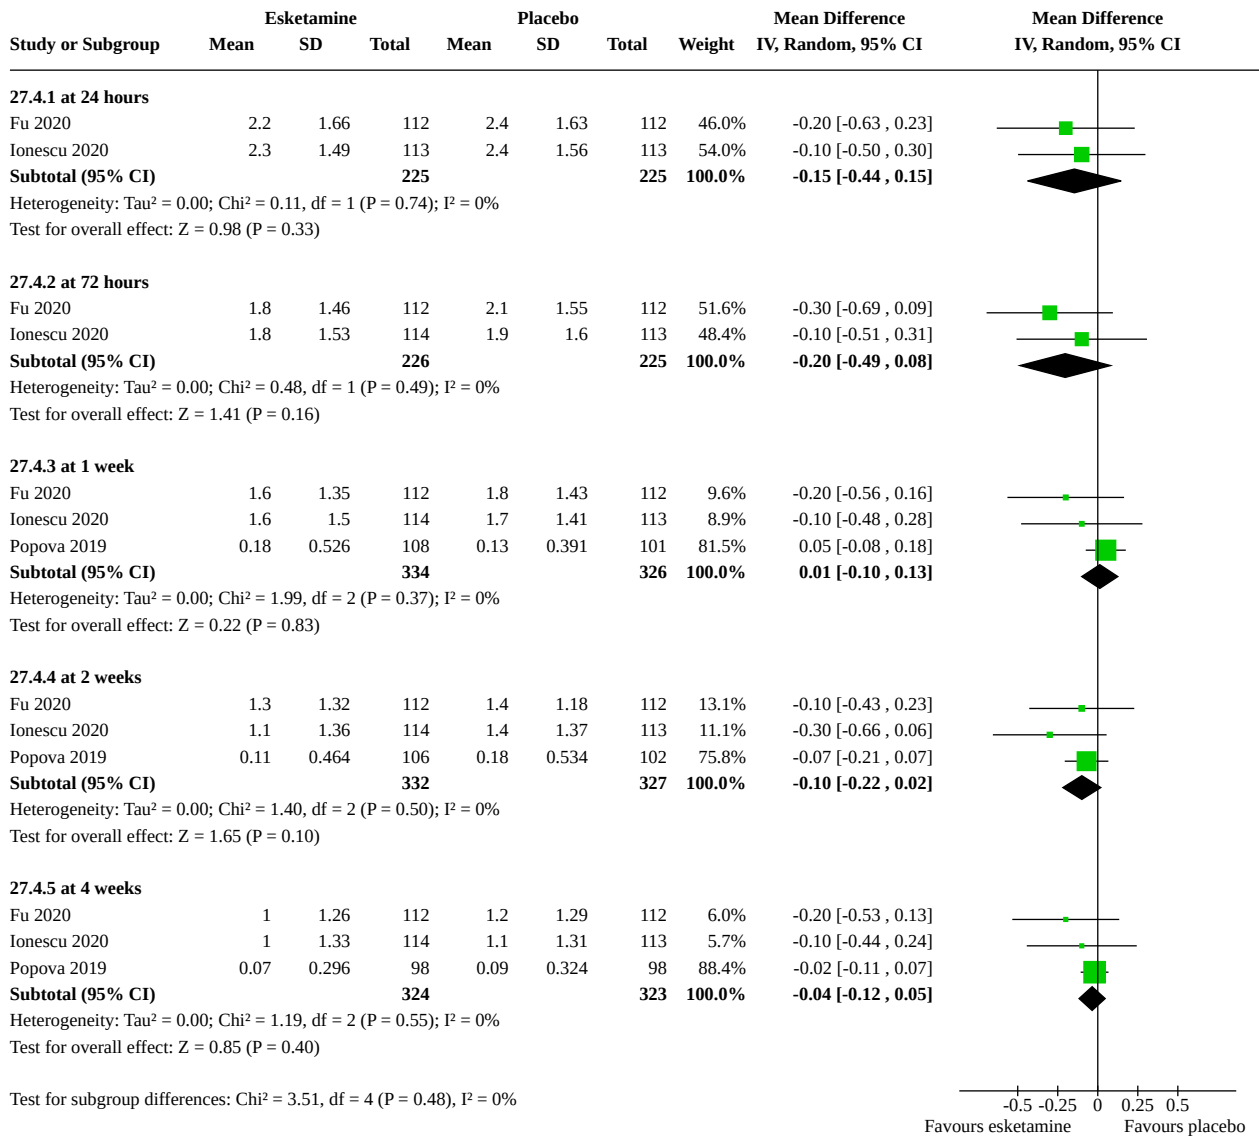 Esketamine Placebo Mean Difference Mean Difference
Study or Subgroup Mean SD Total Mean SD Total Weight IV, Random, 95% CI IV, Random, 95% CI
27.4.1 at 24 hours
Fu 2020 2.2 1.66 112 2.4 1.63 112 46.0% -0.20 [-0.63 , 0.23]
Ionescu 2020 2.3 1.49 113 2.4 1.56 113 54.0% -0.10 [-0.50 , 0.30]
Subtotal (95% CI) 225 225 100.0% -0.15 [-0.44 , 0.15]
Heterogeneity: Tau² = 0.00; Chi² = 0.11, df = 1 (P = 0.74); I² = 0%
Test for overall effect: Z = 0.98 (P = 0.33)
27.4.2 at 72 hours
Fu 2020 1.8 1.46 112 2.1 1.55 112 51.6% -0.30 [-0.69 , 0.09]
Ionescu 2020 1.8 1.53 114 1.9 1.6 113 48.4% -0.10 [-0.51 , 0.31]
Subtotal (95% CI) 226 225 100.0% -0.20 [-0.49 , 0.08]
Heterogeneity: Tau² = 0.00; Chi² = 0.48, df = 1 (P = 0.49); I² = 0%
Test for overall effect: Z = 1.41 (P = 0.16)
27.4.3 at 1 week
Fu 2020 1.6 1.35 112 1.8 1.43 112 9.6% -0.20 [-0.56 , 0.16]
Ionescu 2020 1.6 1.5 114 1.7 1.41 113 8.9% -0.10 [-0.48 , 0.28]
Popova 2019 0.18 0.526 108 0.13 0.391 101 81.5% 0.05 [-0.08 , 0.18]
Subtotal (95% CI) 334 326 100.0% 0.01 [-0.10 , 0.13]
Heterogeneity: Tau² = 0.00; Chi² = 1.99, df = 2 (P = 0.37); I² = 0%
Test for overall effect: Z = 0.22 (P = 0.83)
27.4.4 at 2 weeks
Fu 2020 1.3 1.32 112 1.4 1.18 112 13.1% -0.10 [-0.43 , 0.23]
Ionescu 2020 1.1 1.36 114 1.4 1.37 113 11.1% -0.30 [-0.66 , 0.06]
Popova 2019 0.11 0.464 106 0.18 0.534 102 75.8% -0.07 [-0.21 , 0.07]
Subtotal (95% CI) 332 327 100.0% -0.10 [-0.22 , 0.02]
Heterogeneity: Tau² = 0.00; Chi² = 1.40, df = 2 (P = 0.50); I² = 0%
Test for overall effect: Z = 1.65 (P = 0.10)
27.4.5 at 4 weeks
Fu 2020 1 1.26 112 1.2 1.29 112 6.0% -0.20 [-0.53 , 0.13]
Ionescu 2020 1 1.33 114 1.1 1.31 113 5.7% -0.10 [-0.44 , 0.24]
Popova 2019 0.07 0.296 98 0.09 0.324 98 88.4% -0.02 [-0.11 , 0.07]
Subtotal (95% CI) 324 323 100.0% -0.04 [-0.12 , 0.05]
Heterogeneity: Tau² = 0.00; Chi² = 1.19, df = 2 (P = 0.55); I² = 0%
Test for overall effect: Z = 0.85 (P = 0.40)
Test for subgroup differences: Chi² = 3.51, df = 4 (P = 0.48), I² = 0%
-0.5 -0.25 0 0.25 0.5
Favours esketamine Favours placebo